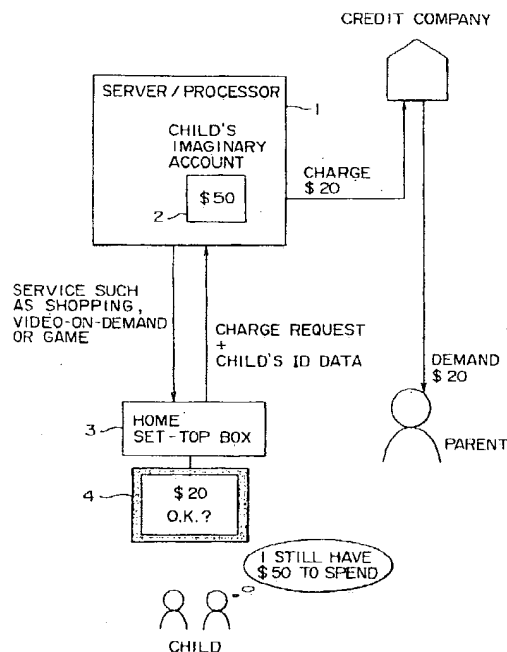 CREDIT COMPANY
SERVER/PROCESSOR
1
CHILD'S
IMAGINARY
ACCOUNT
2
$50
CHARGE
$20
SERVICE SUCH
AS SHOPPING,
VIDEO-ON-DEMAND
OR GAME
CHARGE REQUEST
+
CHILD'S ID DATA
DEMAND
$20
3
HOME
SET-TOP BOX
PARENT
4
$20
O.K.?
I STILL HAVE
$50 TO SPEND
CHILD